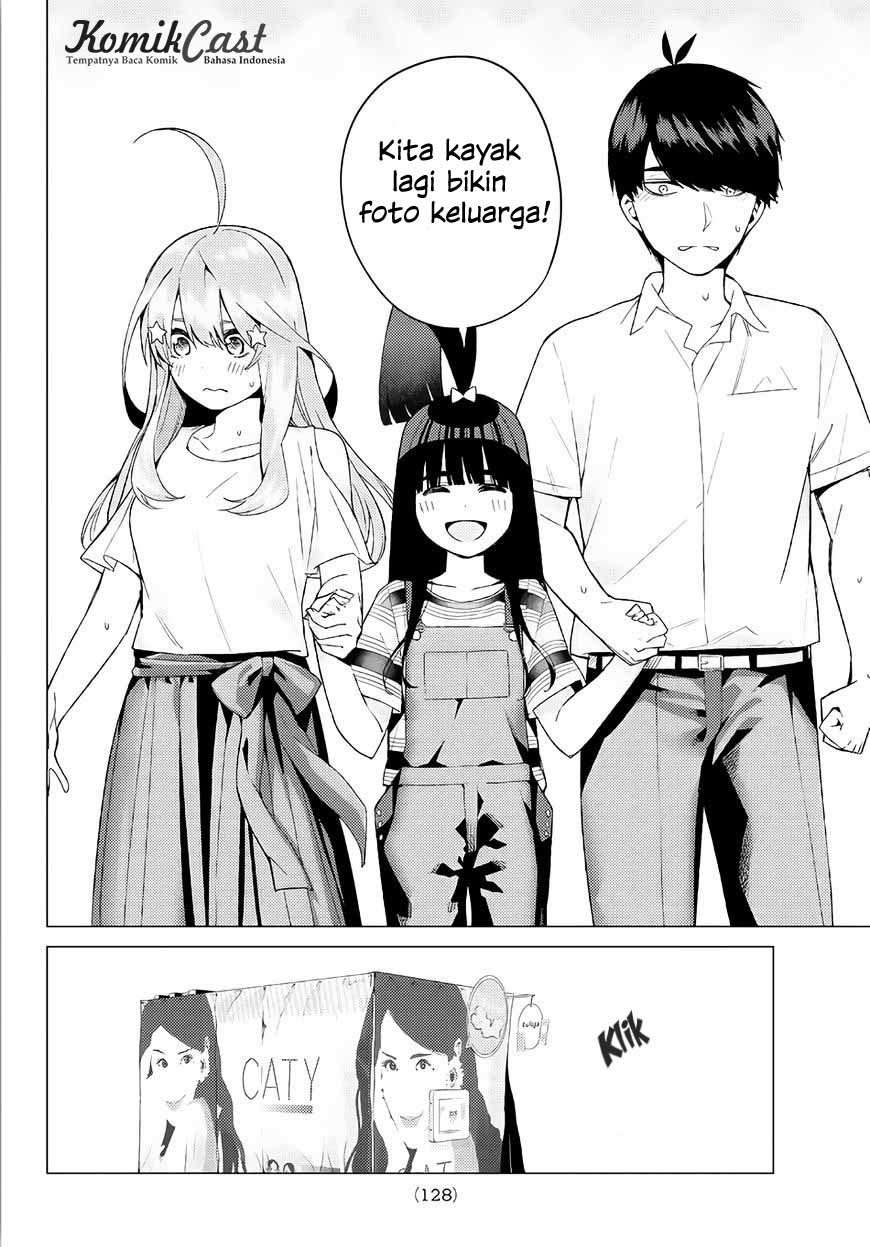 KomikCast
Tempatnya Baca Komik Bahasa Indonesia
Kita kayak
lagi bikin
foto keluarga!
Klik
CATY
(128)